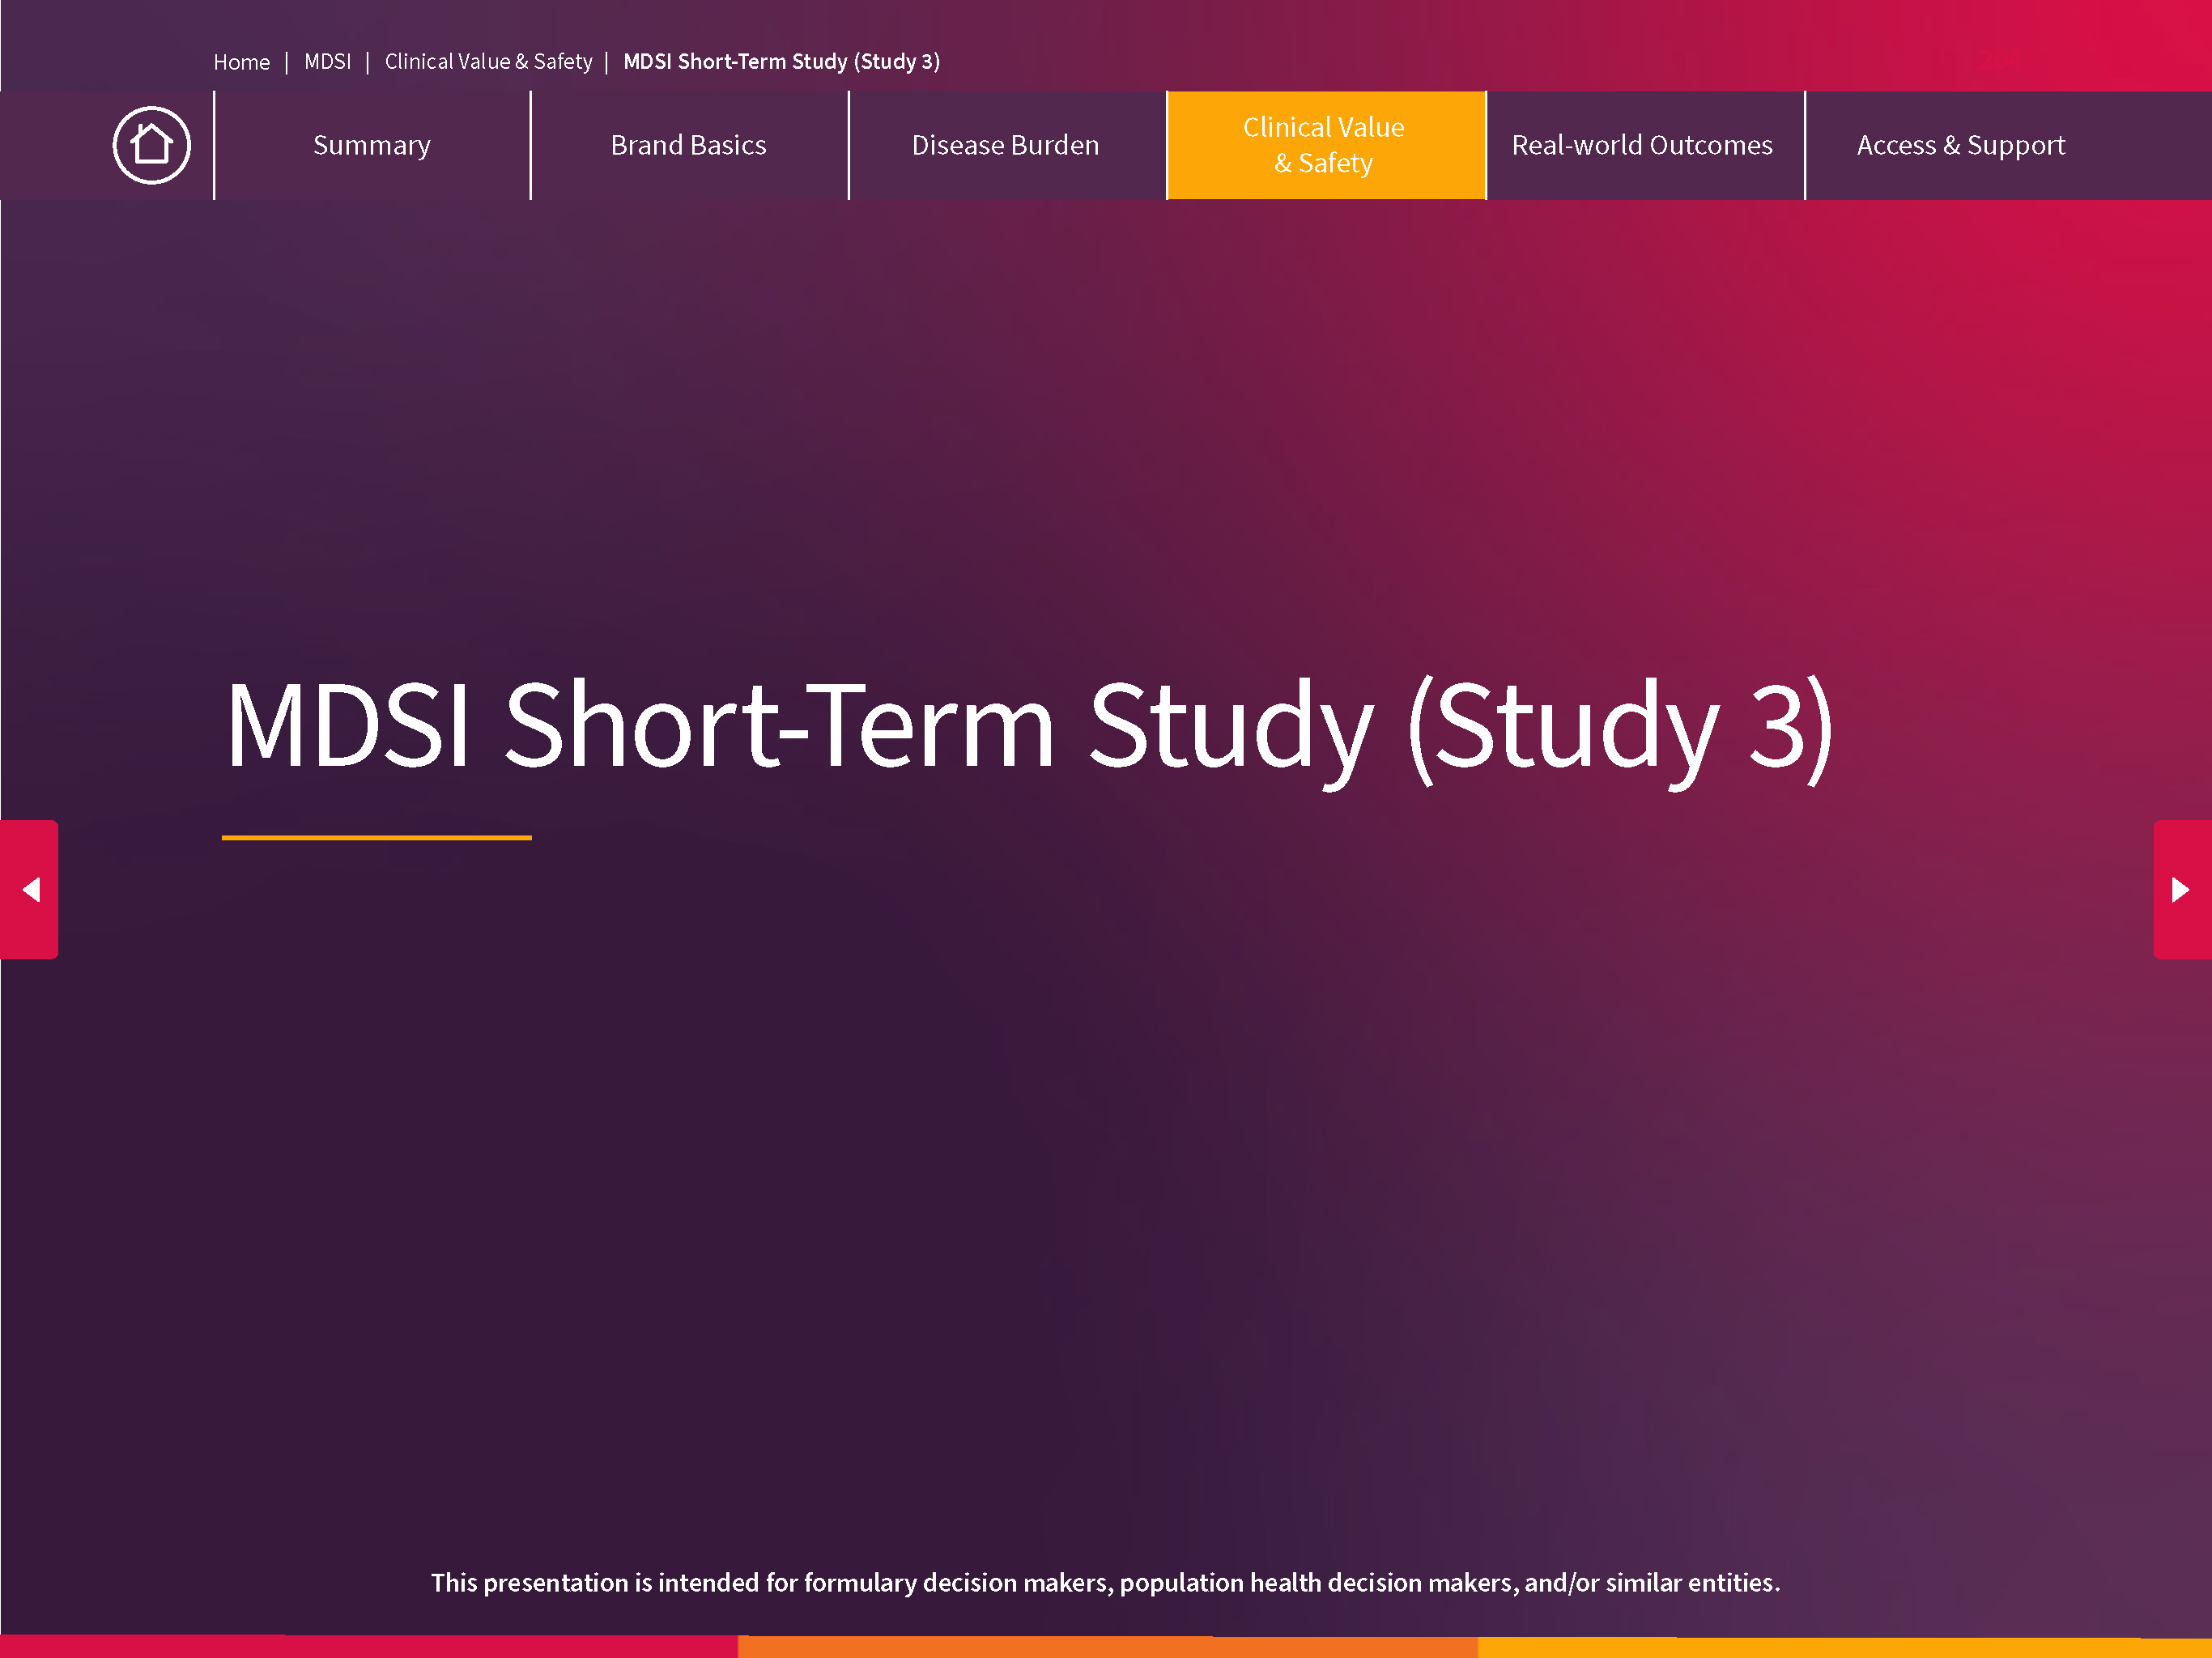 Home | MDSI | Clinical Value & Safety | MDSI Short-Term Study (Study 3)
Summary
Brand Basics
Disease Burden
Clinical Value
& Safety
Real-world Outcomes
Access & Support
MDSI Short-Term Study (Study 3)
This presentation is intended for formulary decision makers, population health decision makers, and/or similar entities.